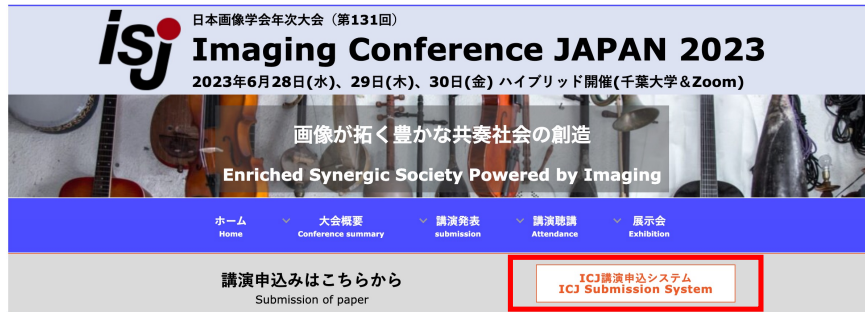 isj
日本画像学会年次大会（第131回）
Imaging Conference JAPAN 2023
2023年6月28日(水)、29日(木)、30日(金) ハイブリッド開催(千葉大学＆Zoom)
画像が拓く豊かな共奏社会の創造
Enriched Synergic Society Powered by Imaging
ホーム 大会概要 講演発表 講演聴講 展示会
Home Conference summary submission Attendance Exhibition
講演申込みはこちらから
Submission of paper
ICJ講演申込システム
ICJ Submission System